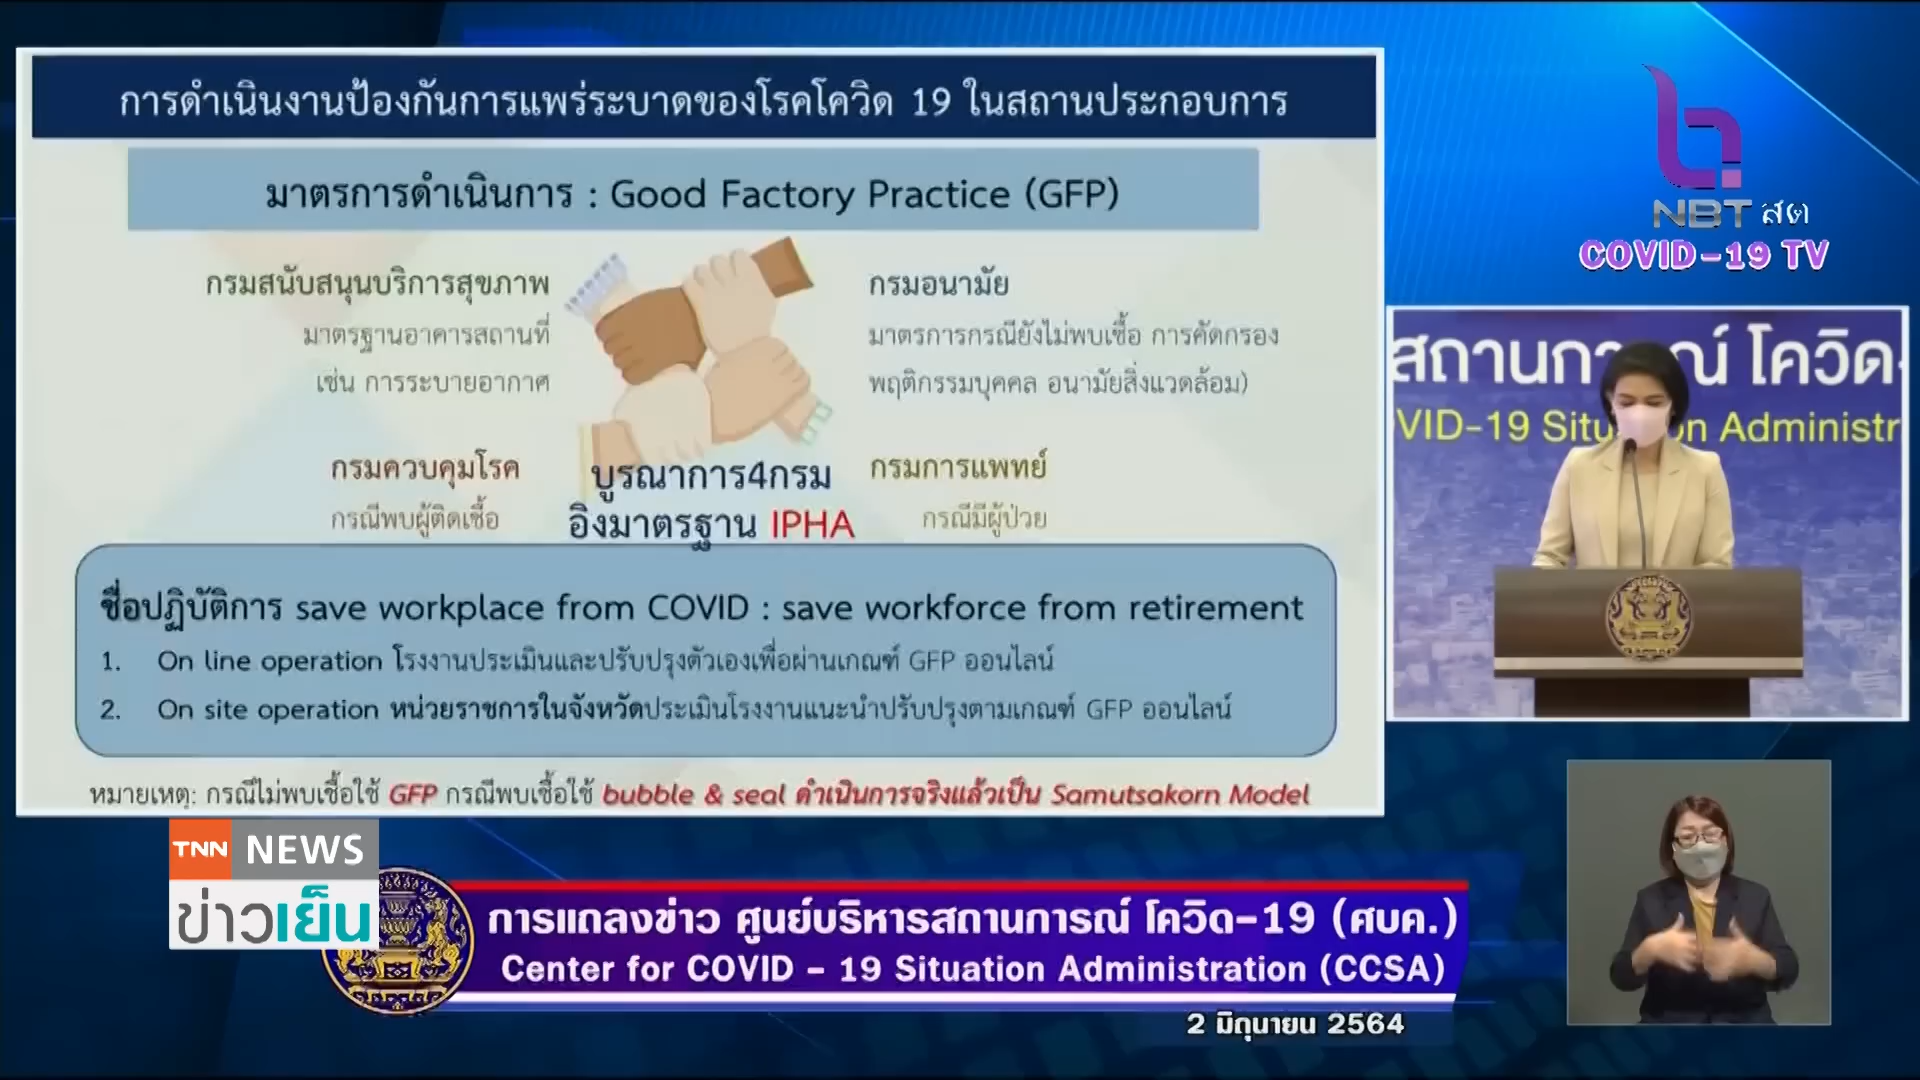 การดำเนินงานป้องกันการแพร่ระบาดของโรคโควิด 19 ในสถานประกอบการ
มาตรการดำเนินการ : Good Factory Practice (GFP)
กรมสนับสนุนบริการสุขภาพ
มาตรฐานอาคารสถานที่
เช่น การระบายอากาศ
กรมอนามัย
มาตรการกรณียังไม่พบเชื้อ การคัดกรอง
พฤติกรรมบุคคล อนามัยสิ่งแวดล้อม)
กรมควบคุมโรค
กรณีพบผู้ติดเชื้อ
บูรณาการ4กรม
อิงมาตรฐาน IPHA
กรมการแพทย์
กรณีมีผู้ป่วย
ชื่อปฏิบัติการ save workplace from COVID : save workforce from retirement
1. On line operation โรงงานประเมินและปรับปรุงตัวเองเพื่อผ่านเกณฑ์ GFP ออนไลน์
2. On site operation หน่วยราชการในจังหวัดประเมินโรงงานแนะนำปรับปรุงตามเกณฑ์ GFP ออนไลน์
หมายเหตุ: กรณีไม่พบเชื้อใช้ GFP กรณีพบเชื้อใช้ bubble & seal ดำเนินการจริงแล้วเป็น Samutsakorn Model
NBT สด
COVID-19 TV
สถานการณ์ โควิด-
VID-19 Situation Administr
TNN NEWS
ข่าวเย็น
การแถลงข่าว ศูนย์บริหารสถานการณ์ โควิด-19 (ศบค.)
Center for COVID - 19 Situation Administration (CCSA)
2 มิถุนายน 2564